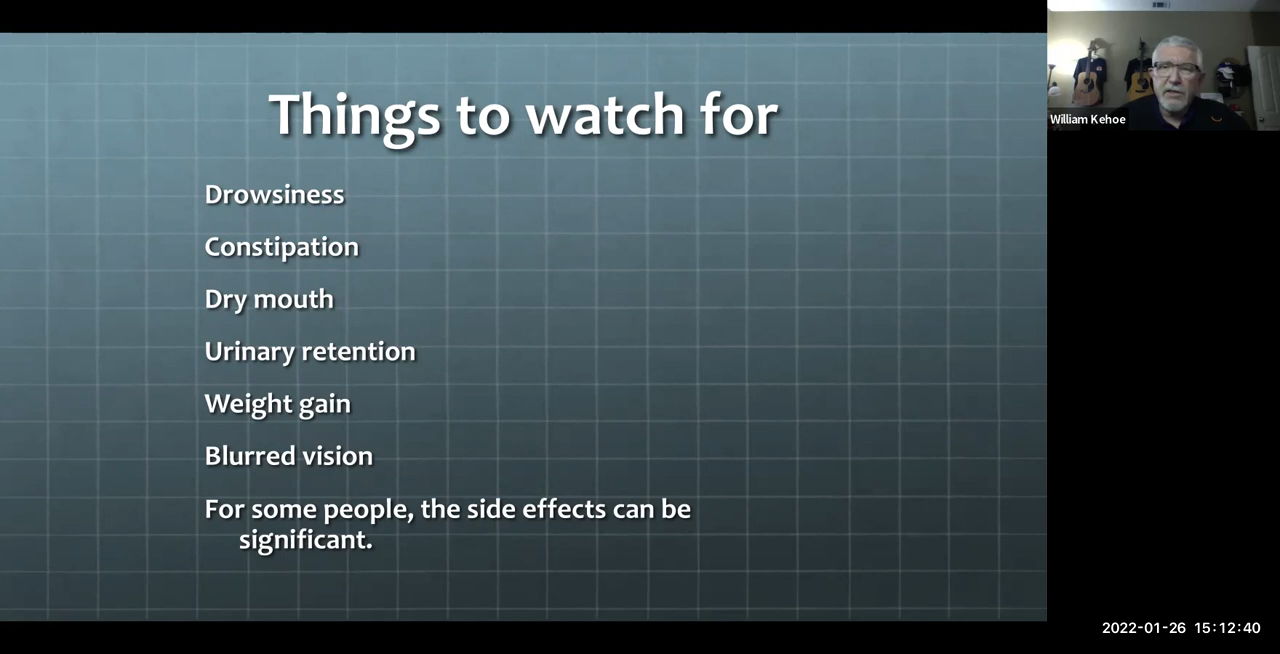 Things to watch for
Drowsiness
Constipation
Dry mouth
Urinary retention
Weight gain
Blurred vision
For some people, the side effects can be
significant.
William Kehoe
2022-01-26 15:12:40